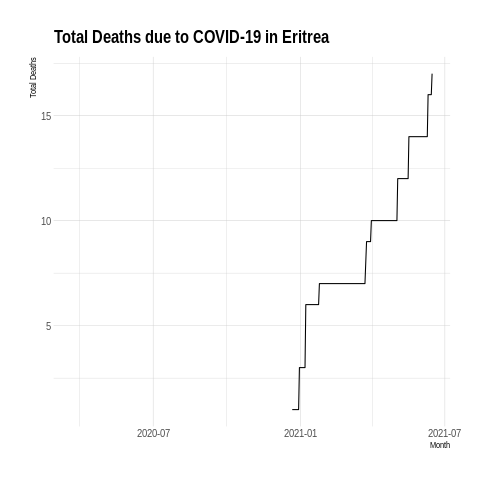 Total Deaths due to COVID-19 in Eritrea
Total Deaths
15
10
5
2020-07
2021-01
2021-07
Month